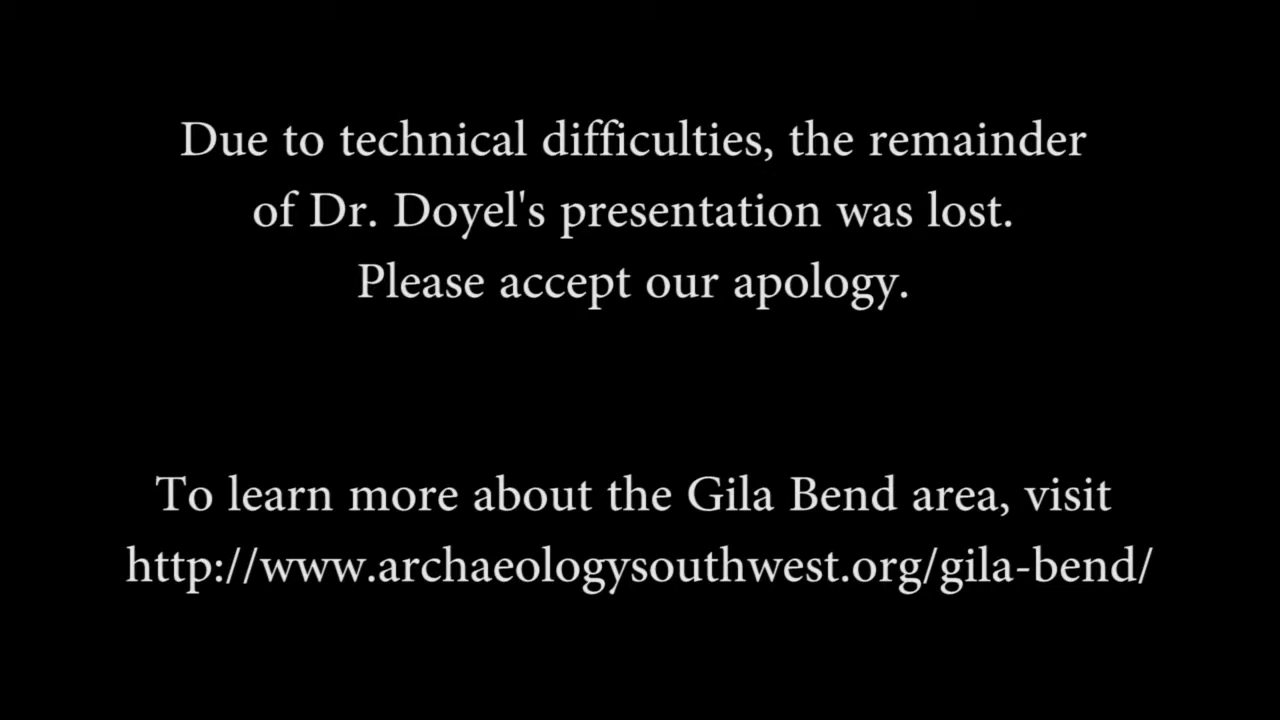 Due to technical difficulties, the remainder
of Dr. Doyel's presentation was lost.
Please accept our apology.
To learn more about the Gila Bend area, visit
http://www.archaeologysouthwest.org/gila-bend/